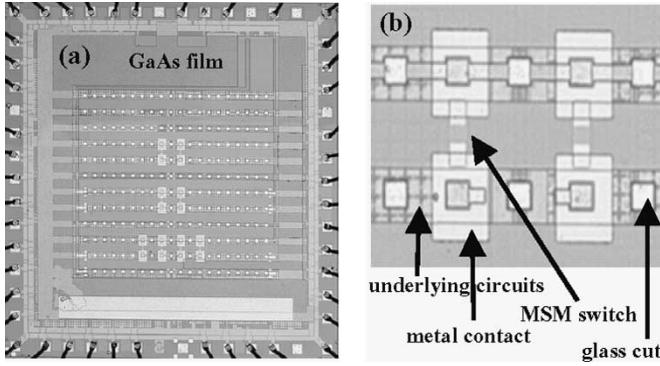 (a)
GaAs film
(b)
underlying circuits
MSM switch
metal contact
glass cut